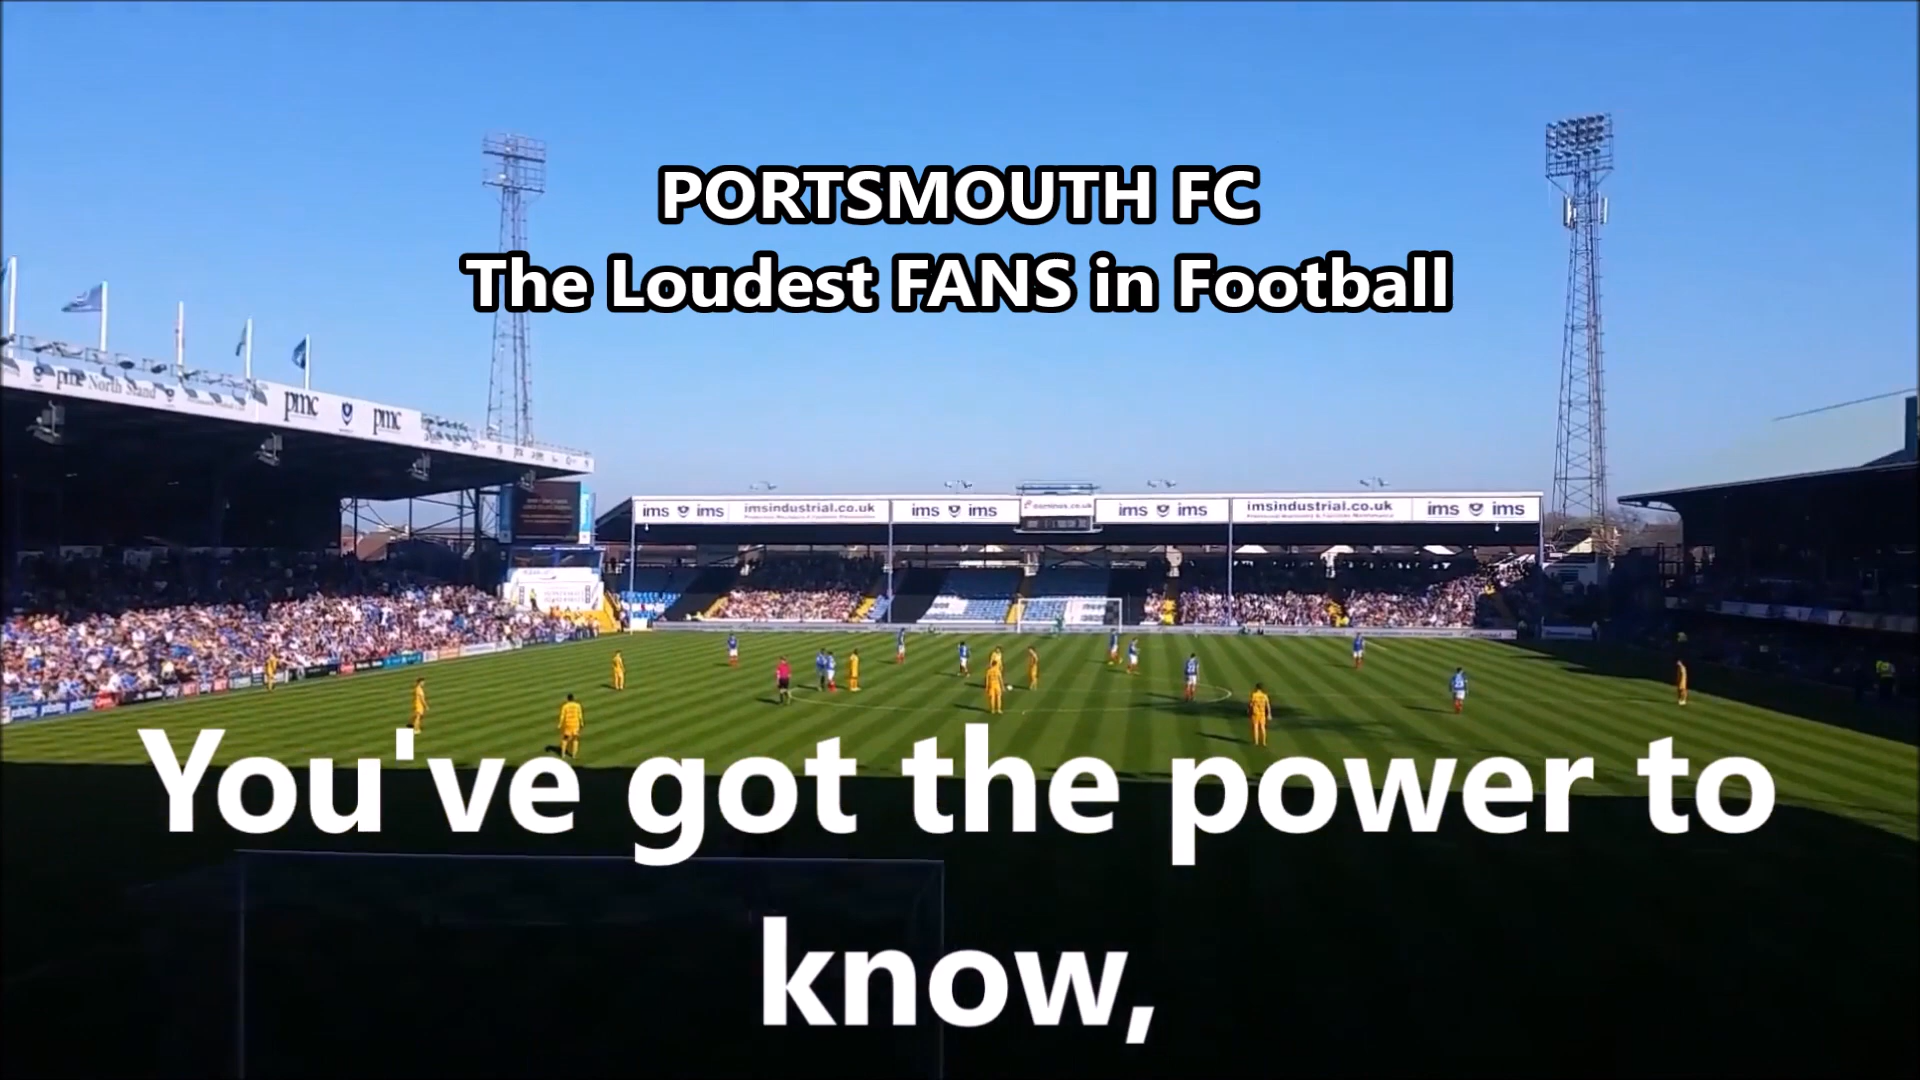 PORTSMOUTH FC
The Loudest FANS in Football
pmc North Stand
pmc pmc
ims ims
imsindustrial.co.uk
ims ims
ims ims
imsindustrial.co.uk
ims ims
You've got the power to
know,